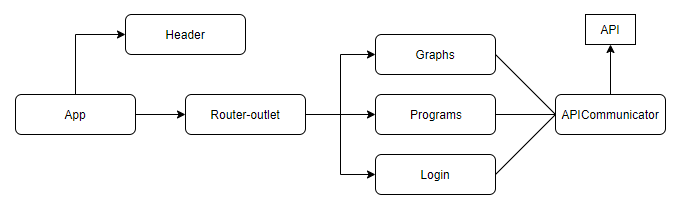 API
Header
Graphs
App
Router-outlet
Programs
APICommunicator
Login